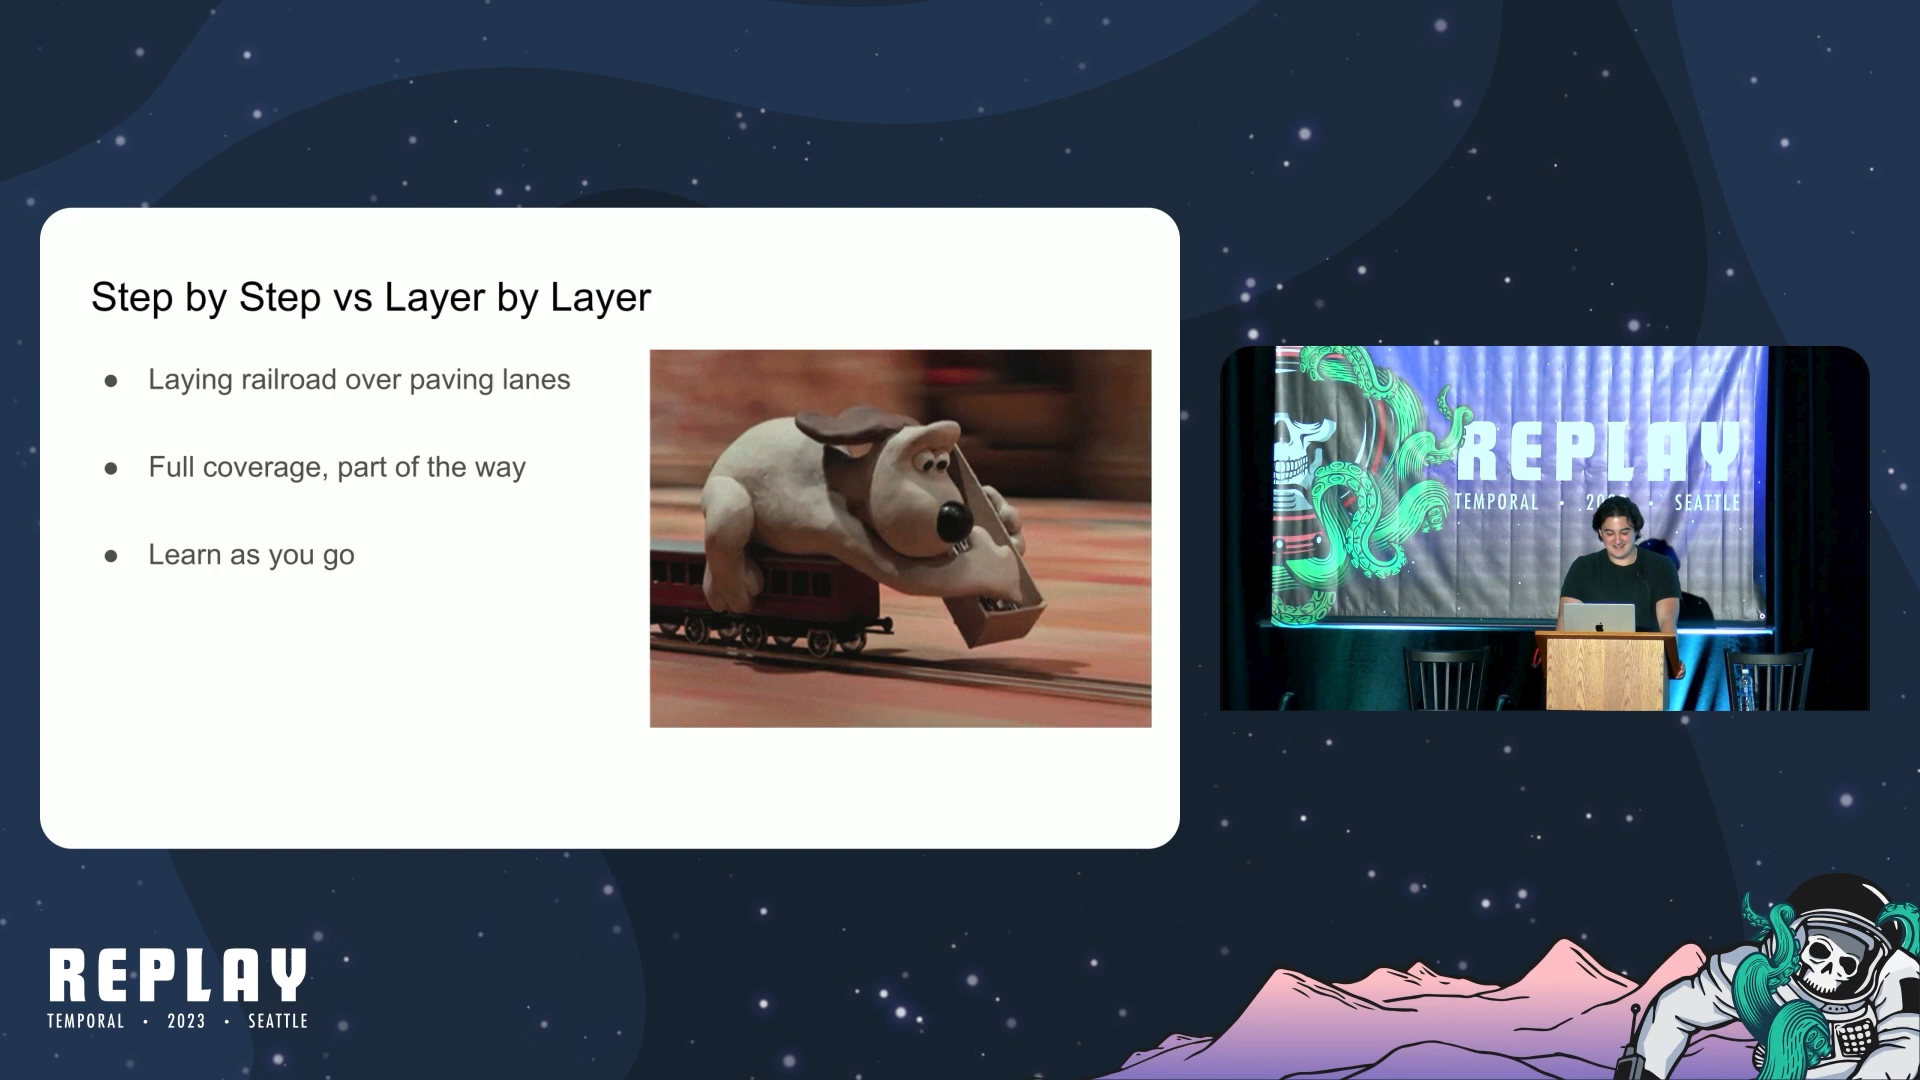 Step by Step vs Layer by Layer
● Laying railroad over paving lanes
● Full coverage, part of the way
● Learn as you go
REPLAY
TEMPORAL • 2023 • SEATTLE
REPLAY
TEMPORAL • • SEATTLE